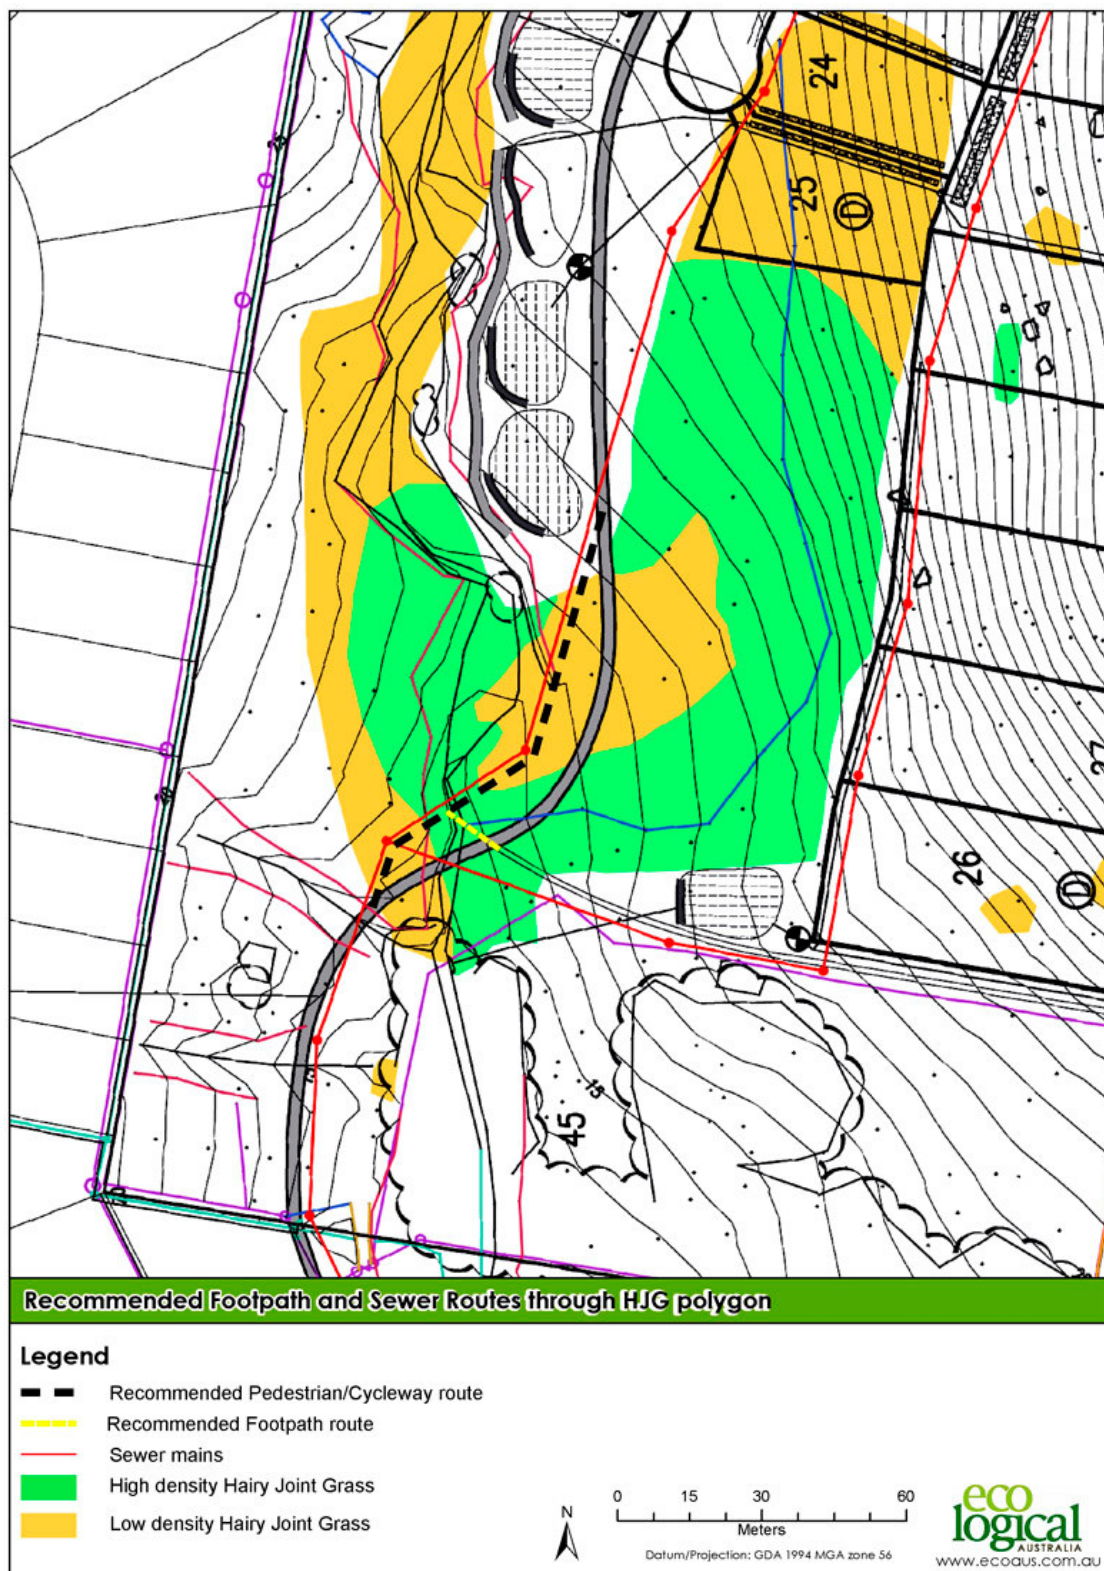 24
25
D
27
26
D
45
15
Recommended Footpath and Sewer Routes through HJG polygon
Legend
Recommended Pedestrian/Cycleway route
Recommended Footpath route
Sewer mains
High density Hairy Joint Grass
Low density Hairy Joint Grass
N
0 15 30 60
Meters
Datum/Projection: GDA 1994 MGA zone 56
eco
logical
AUSTRALIA
www.ecoaus.com.au